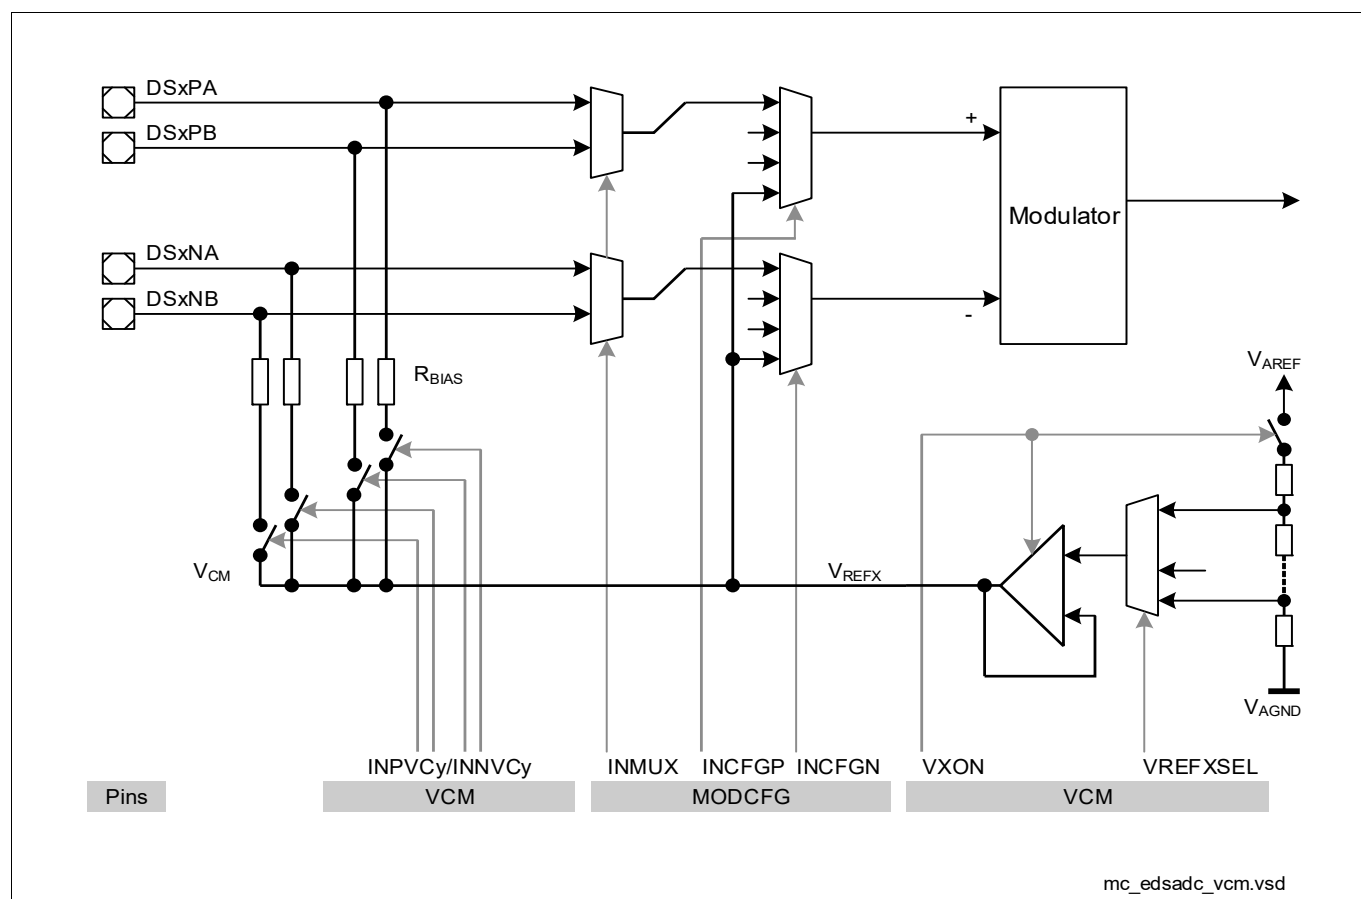 DSxPA
DSxPB
+
Modulator
DSxNA
DSxNB
-
RBIAS
VAREF
VCM
VREFX
VAGND
INPVCy/INNVCy
INMUX
INCFGP
INCFGN
VXON
VREFXSEL
Pins
VCM
MODCFG
VCM
mc_edsadc_vcm.vsd